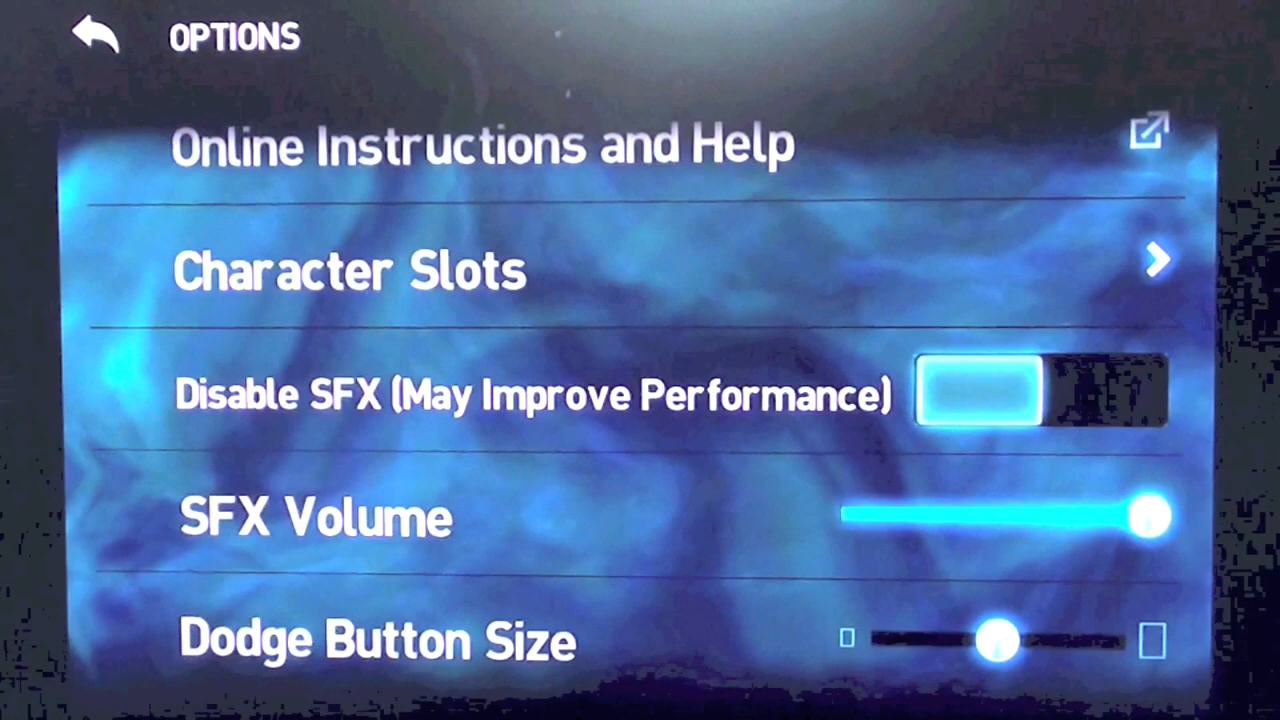 OPTIONS
Online Instructions and Help
Character Slots
Disable SFX (May Improve Performance)
SFX Volume
Dodge Button Size